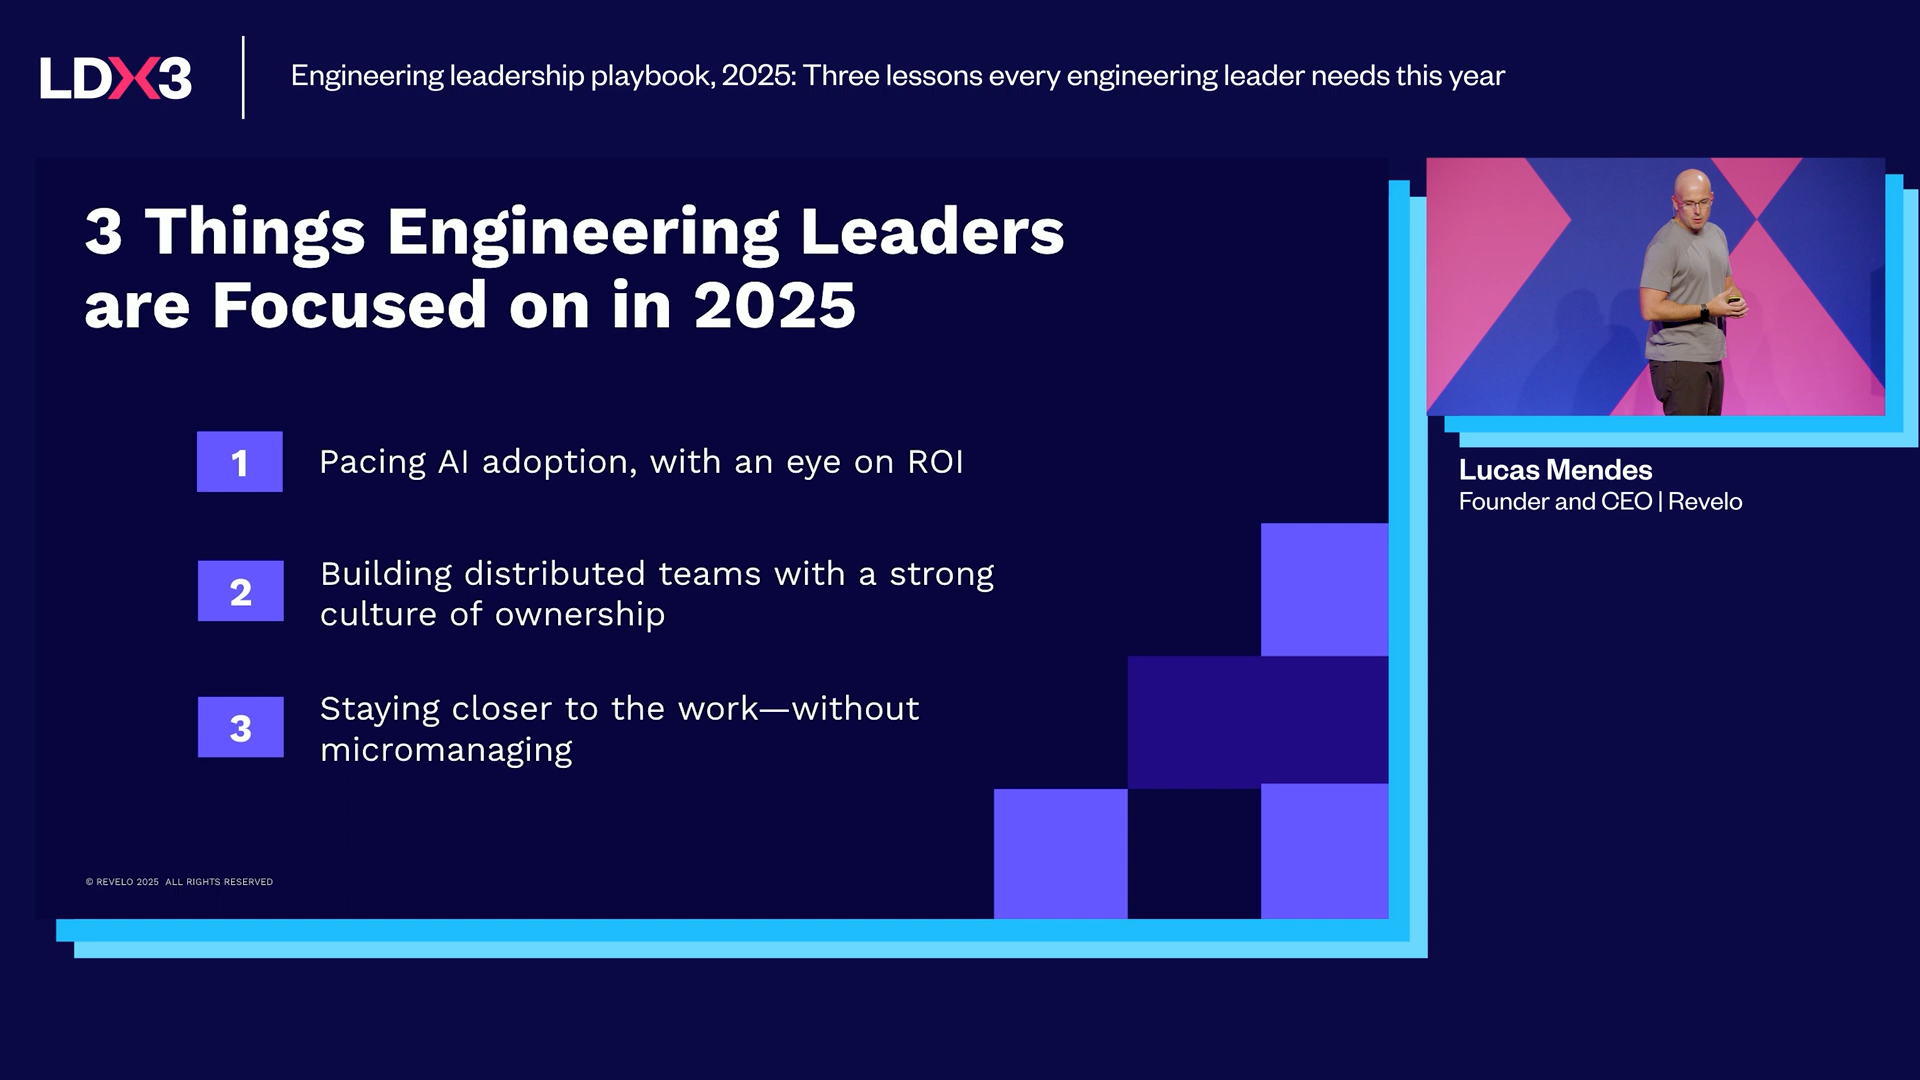 LDX3
Engineering leadership playbook, 2025: Three lessons every engineering leader needs this year
3 Things Engineering Leaders
are Focused on in 2025
1
Pacing AI adoption, with an eye on ROI
2
Building distributed teams with a strong
culture of ownership
3
Staying closer to the work—without
micromanaging
© REVELO 2025 ALL RIGHTS RESERVED
Lucas Mendes
Founder and CEO | Revelo